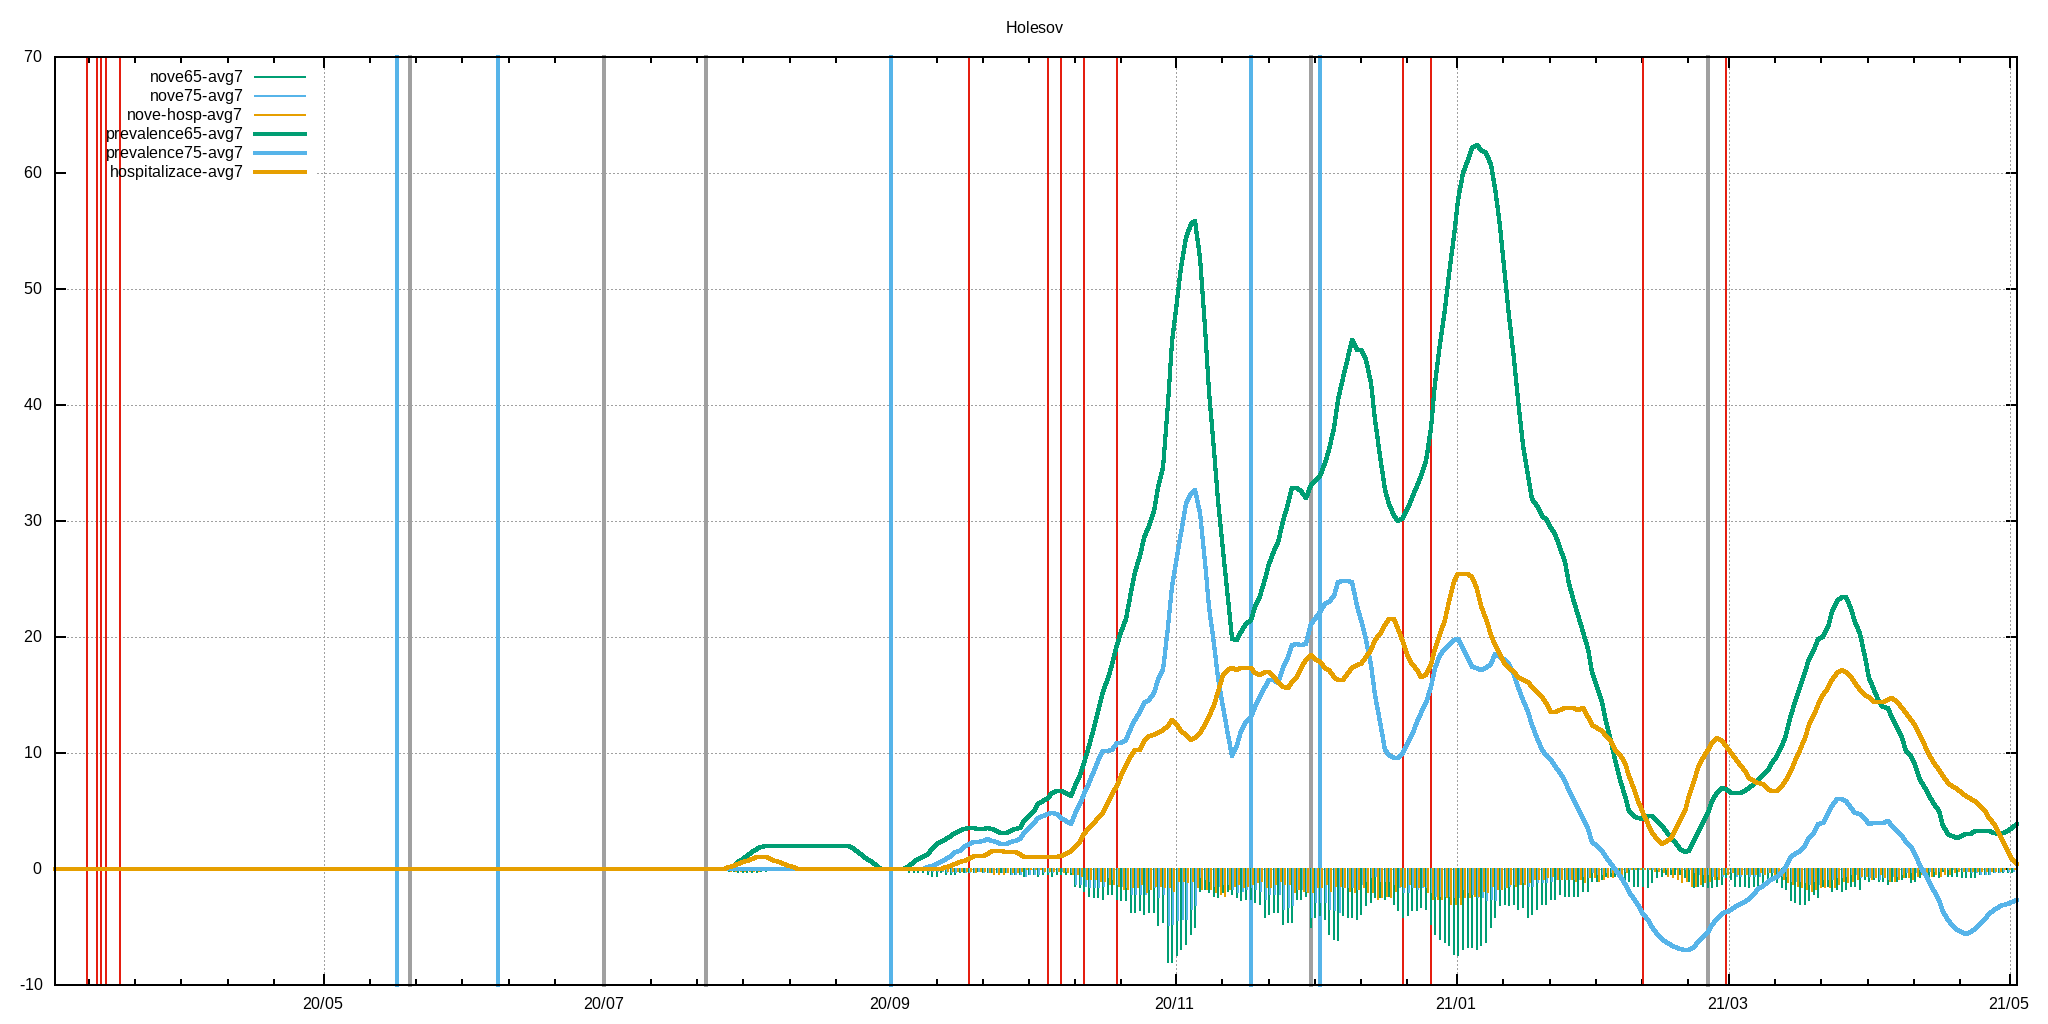 Holesov
70
nove65-avg7
nove75-avg7
nove-hosp-avg7
prevalence65-avg7
prevalence75-avg7
hospitalizace-avg7
60
50
40
30
20
10
0
-10
20/05 20/07 20/09 20/11 21/01 21/03 21/05